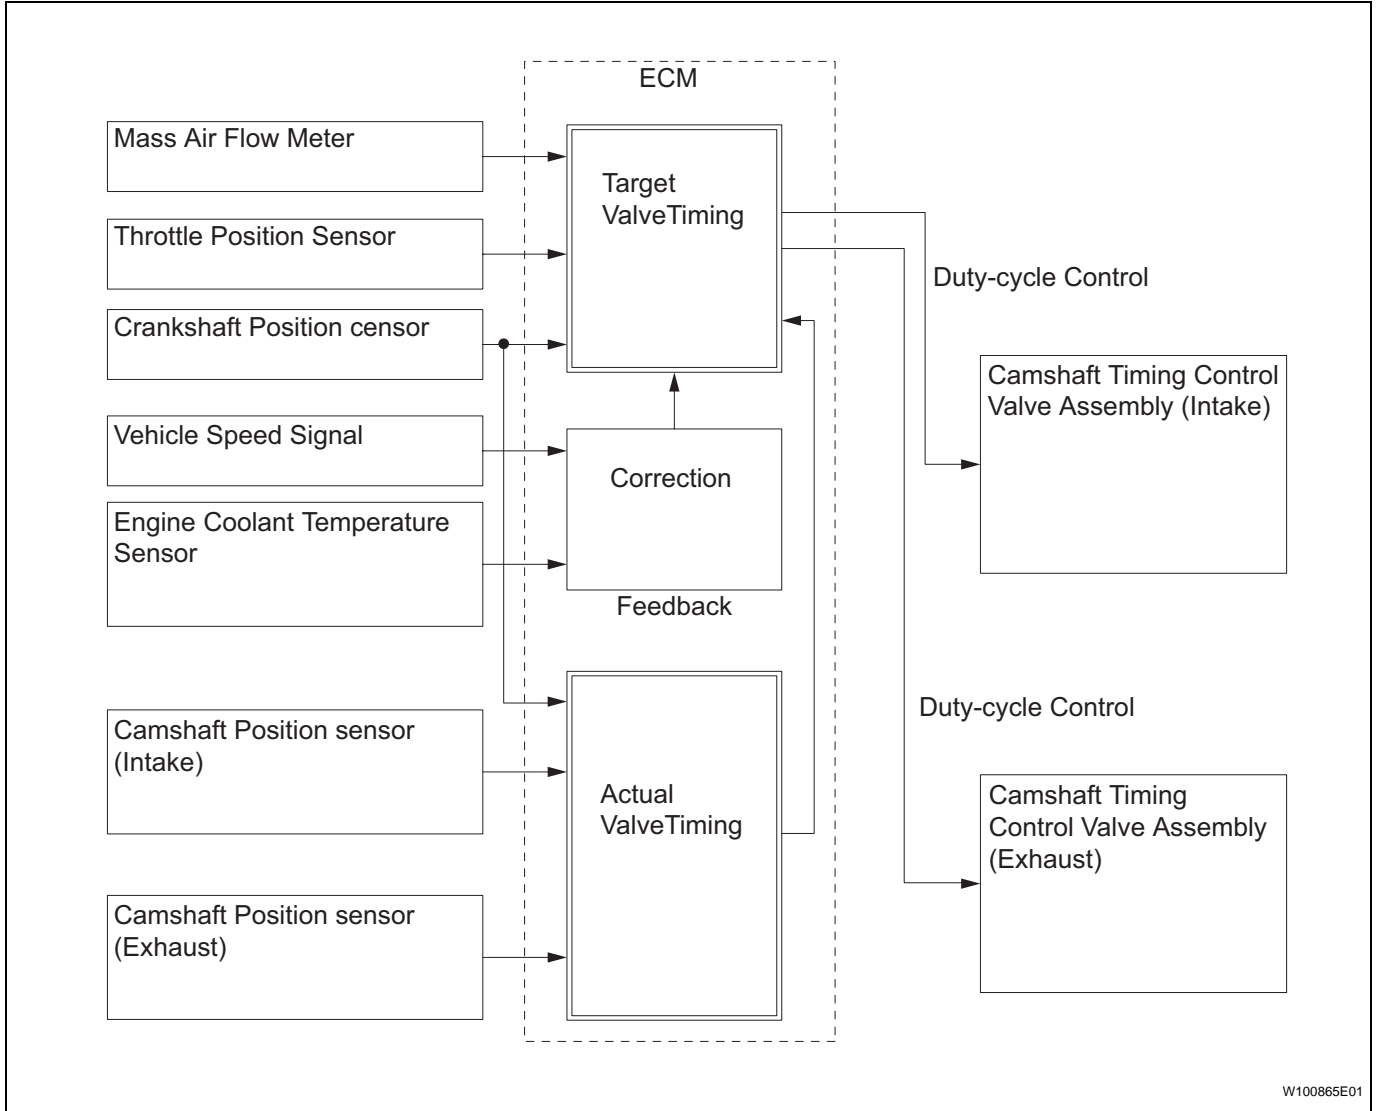 ECM
Mass Air Flow Meter
Throttle Position Sensor
Crankshaft Position censor
Vehicle Speed Signal
Engine Coolant Temperature
Sensor
Camshaft Position sensor
(Intake)
Camshaft Position sensor
(Exhaust)
Target
ValveTiming
Correction
Feedback
Actual
ValveTiming
Duty-cycle Control
Camshaft Timing Control
Valve Assembly (Intake)
Duty-cycle Control
Camshaft Timing
Control Valve Assembly
(Exhaust)
W100865E01